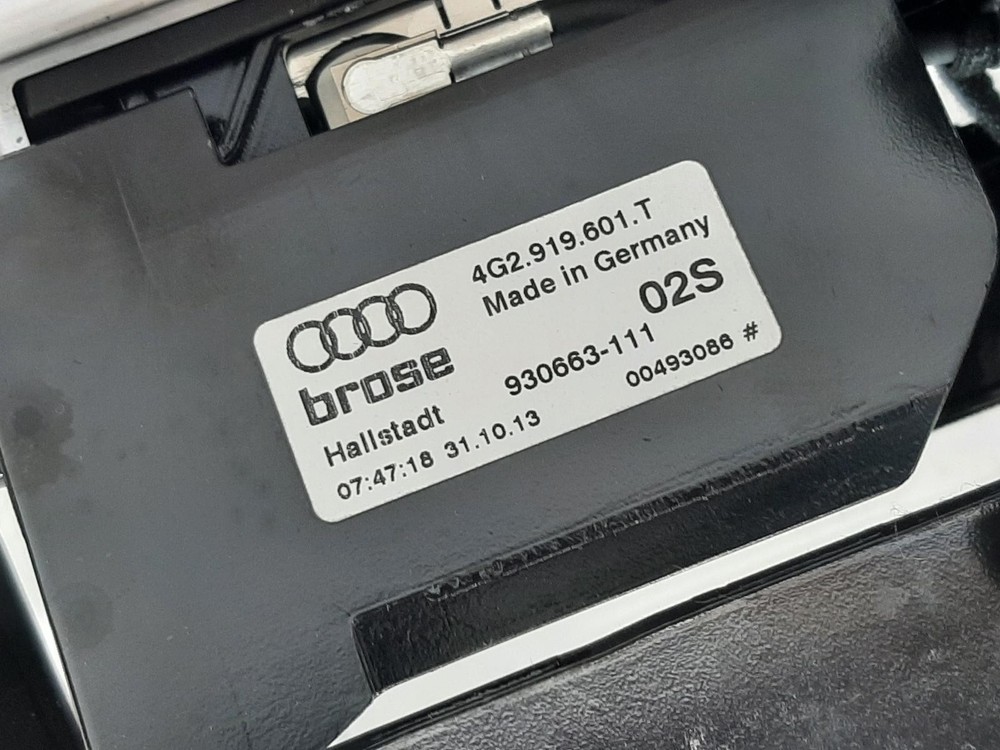 4G2.919.601.T
Made in Germany
02S
brose
930663-111
Hallstadt
00493086 #
07:47:18 31.10.13